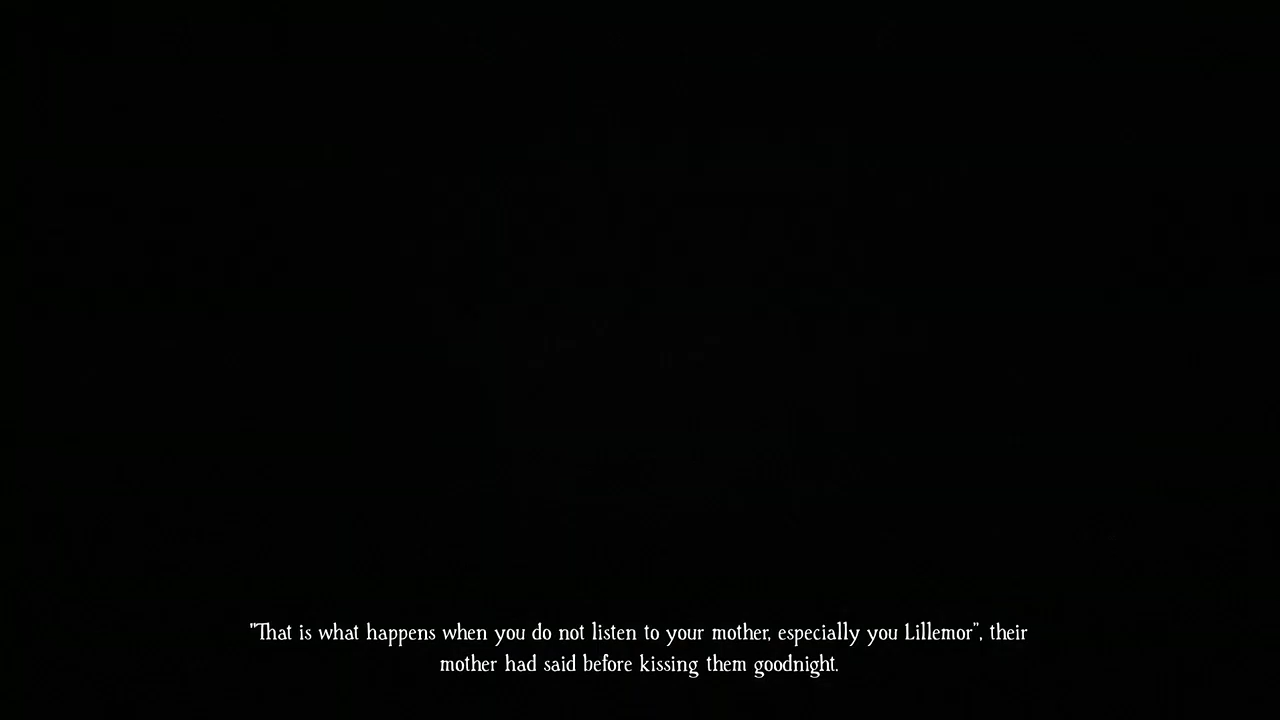 "That is what happens when you do not listen to your mother, especially you Lillemor", their
mother had said before kissing them goodnight.